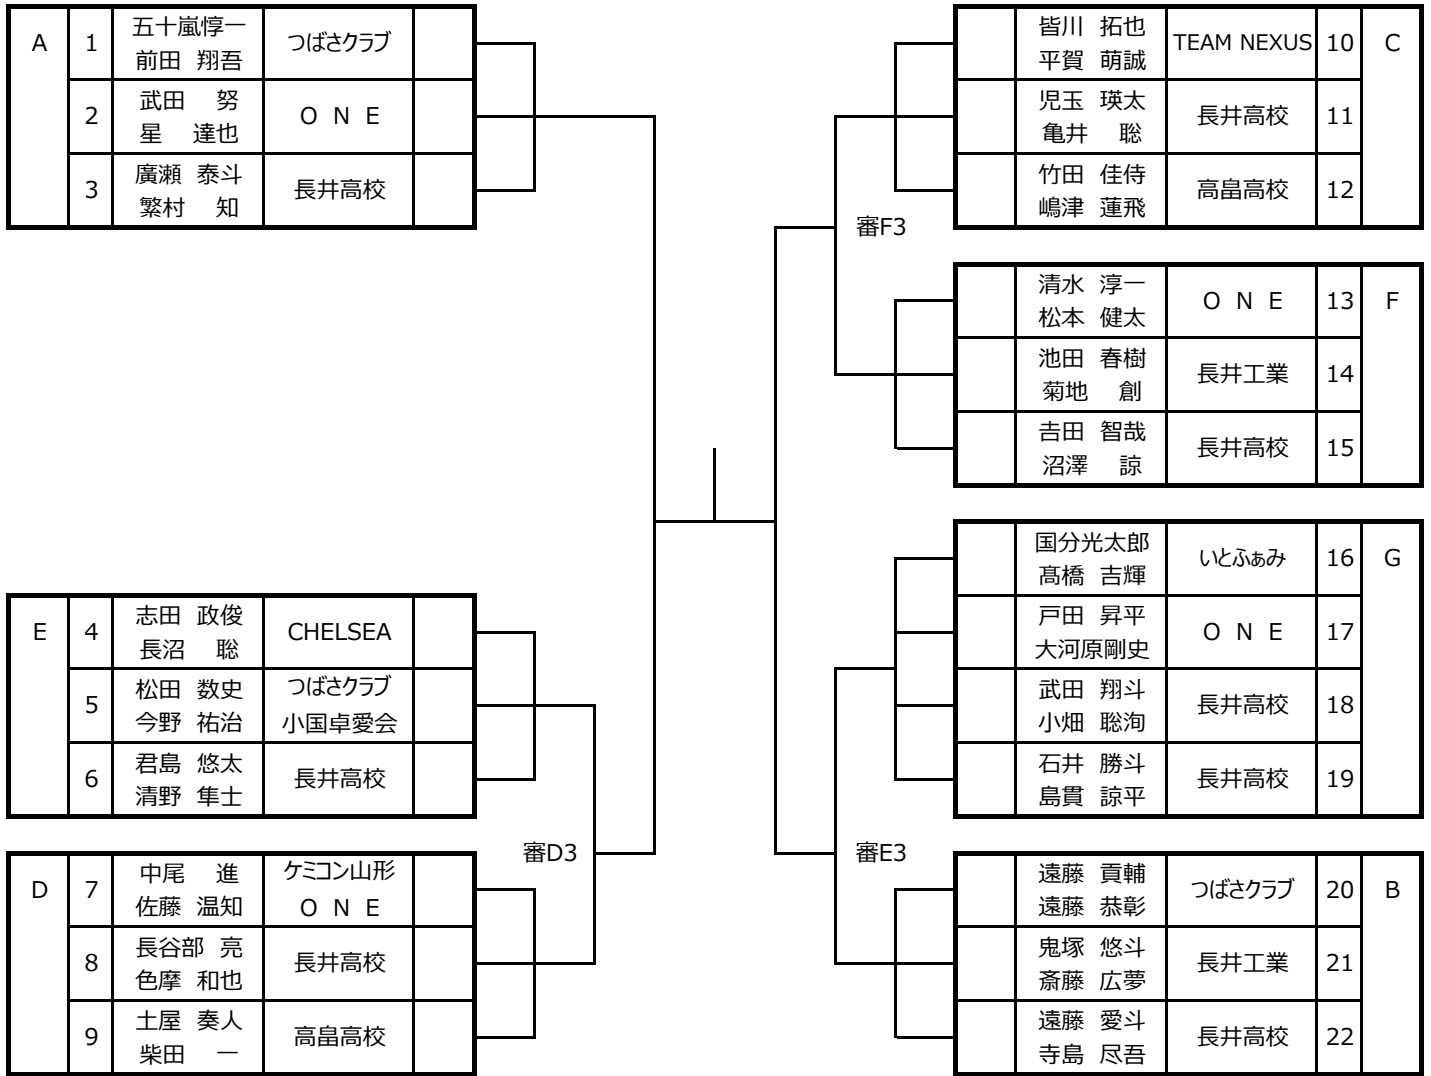 A 1 五十嵐惇一 つばさクラブ
前田 翔吾
2 武田 努 O N E
星 達也
3 廣瀬 泰斗 長井高校
繁村 知
E 4 志田 政俊 CHELSEA
長沼 聡
5 松田 数史 つばさクラブ
今野 祐治 小国卓愛会
6 君島 悠太 長井高校
清野 隼士
審D3
D 7 中尾 進 ケミコン山形
佐藤 温知 O N E
8 長谷部 亮 長井高校
色摩 和也
9 土屋 奏人 高畠高校
柴田 一
皆川 拓也 TEAM NEXUS 10 C
平賀 萌誠
児玉 瑛太 長井高校 11
亀井 聡
竹田 佳侍 高畠高校 12
嶋津 蓮飛
審F3
清水 淳一 O N E 13 F
松本 健太
池田 春樹 長井工業 14
菊地 創
𠮷田 智哉 長井高校 15
沼澤 諒
国分光太郎 いとふぁみ 16 G
髙橋 吉輝
戸田 昇平 O N E 17
大河原剛史
武田 翔斗 長井高校 18
小畑 聡洵
石井 勝斗 長井高校 19
島貫 諒平
審E3
遠藤 貢輔 つばさクラブ 20 B
遠藤 恭彰
鬼塚 悠斗 長井工業 21
斎藤 広夢
遠藤 愛斗 長井高校 22
寺島 尽吾